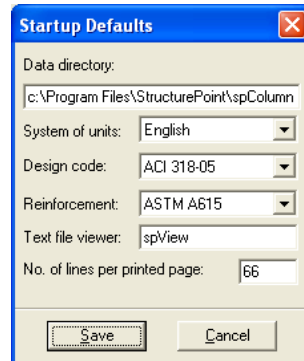 Startup Defaults
Data directory:
c:\Program Files\StructurePoint\spColumn
System of units: English
Design code: ACI 318-05
Reinforcement: ASTM A615
Text file viewer: spView
No. of lines per printed page: 66
Save Cancel